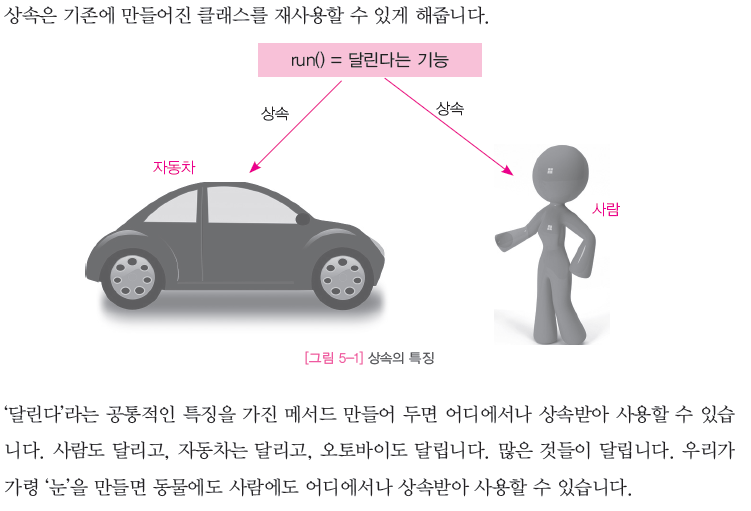 상속은 기존에 만들어진 클래스를 재사용할 수 있게 해줍니다.
run() = 달린다는 기능
상속
상속
자동차
사람
[그림 5-1] 상속의 특징
'달린다'라는 공통적인 특징을 가진 메서드 만들어 두면 어디에서나 상속받아 사용할 수 있습
니다. 사람도 달리고, 자동차는 달리고, 오토바이도 달립니다. 많은 것들이 달립니다. 우리가
가령 '눈'을 만들면 동물에도 사람에도 어디에서나 상속받아 사용할 수 있습니다.